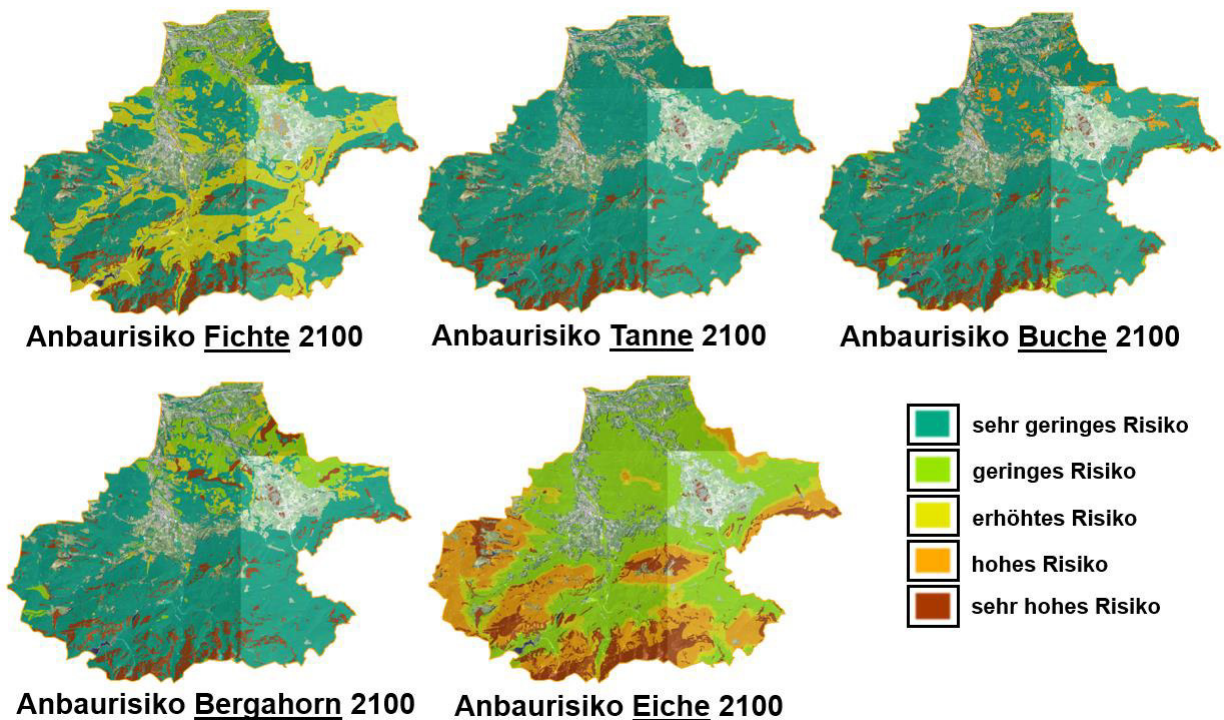 Anbaurisiko Fichte 2100
Anbaurisiko Tanne 2100
Anbaurisiko Buche 2100
Anbaurisiko Bergahorn 2100
Anbaurisiko Eiche 2100
sehr geringes Risiko
geringes Risiko
erhöhtes Risiko
hohes Risiko
sehr hohes Risiko